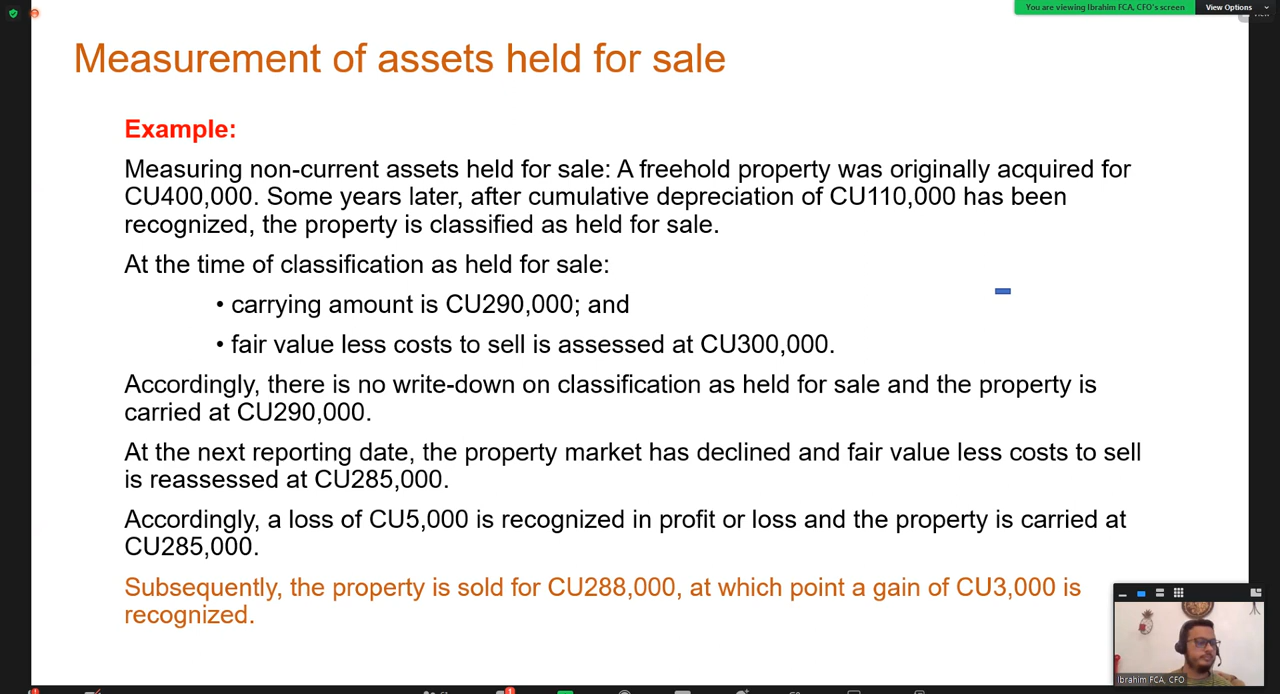 You are viewing Ibrahim FCA, CFO's screen
View Options
View
Measurement of assets held for sale
Example:
Measuring non-current assets held for sale: A freehold property was originally acquired for
CU400,000. Some years later, after cumulative depreciation of CU110,000 has been
recognized, the property is classified as held for sale.
At the time of classification as held for sale:
• carrying amount is CU290,000; and
• fair value less costs to sell is assessed at CU300,000.
Accordingly, there is no write-down on classification as held for sale and the property is
carried at CU290,000.
At the next reporting date, the property market has declined and fair value less costs to sell
is reassessed at CU285,000.
Accordingly, a loss of CU5,000 is recognized in profit or loss and the property is carried at
CU285,000.
Subsequently, the property is sold for CU288,000, at which point a gain of CU3,000 is
recognized.
Ibrahim FCA, CFO